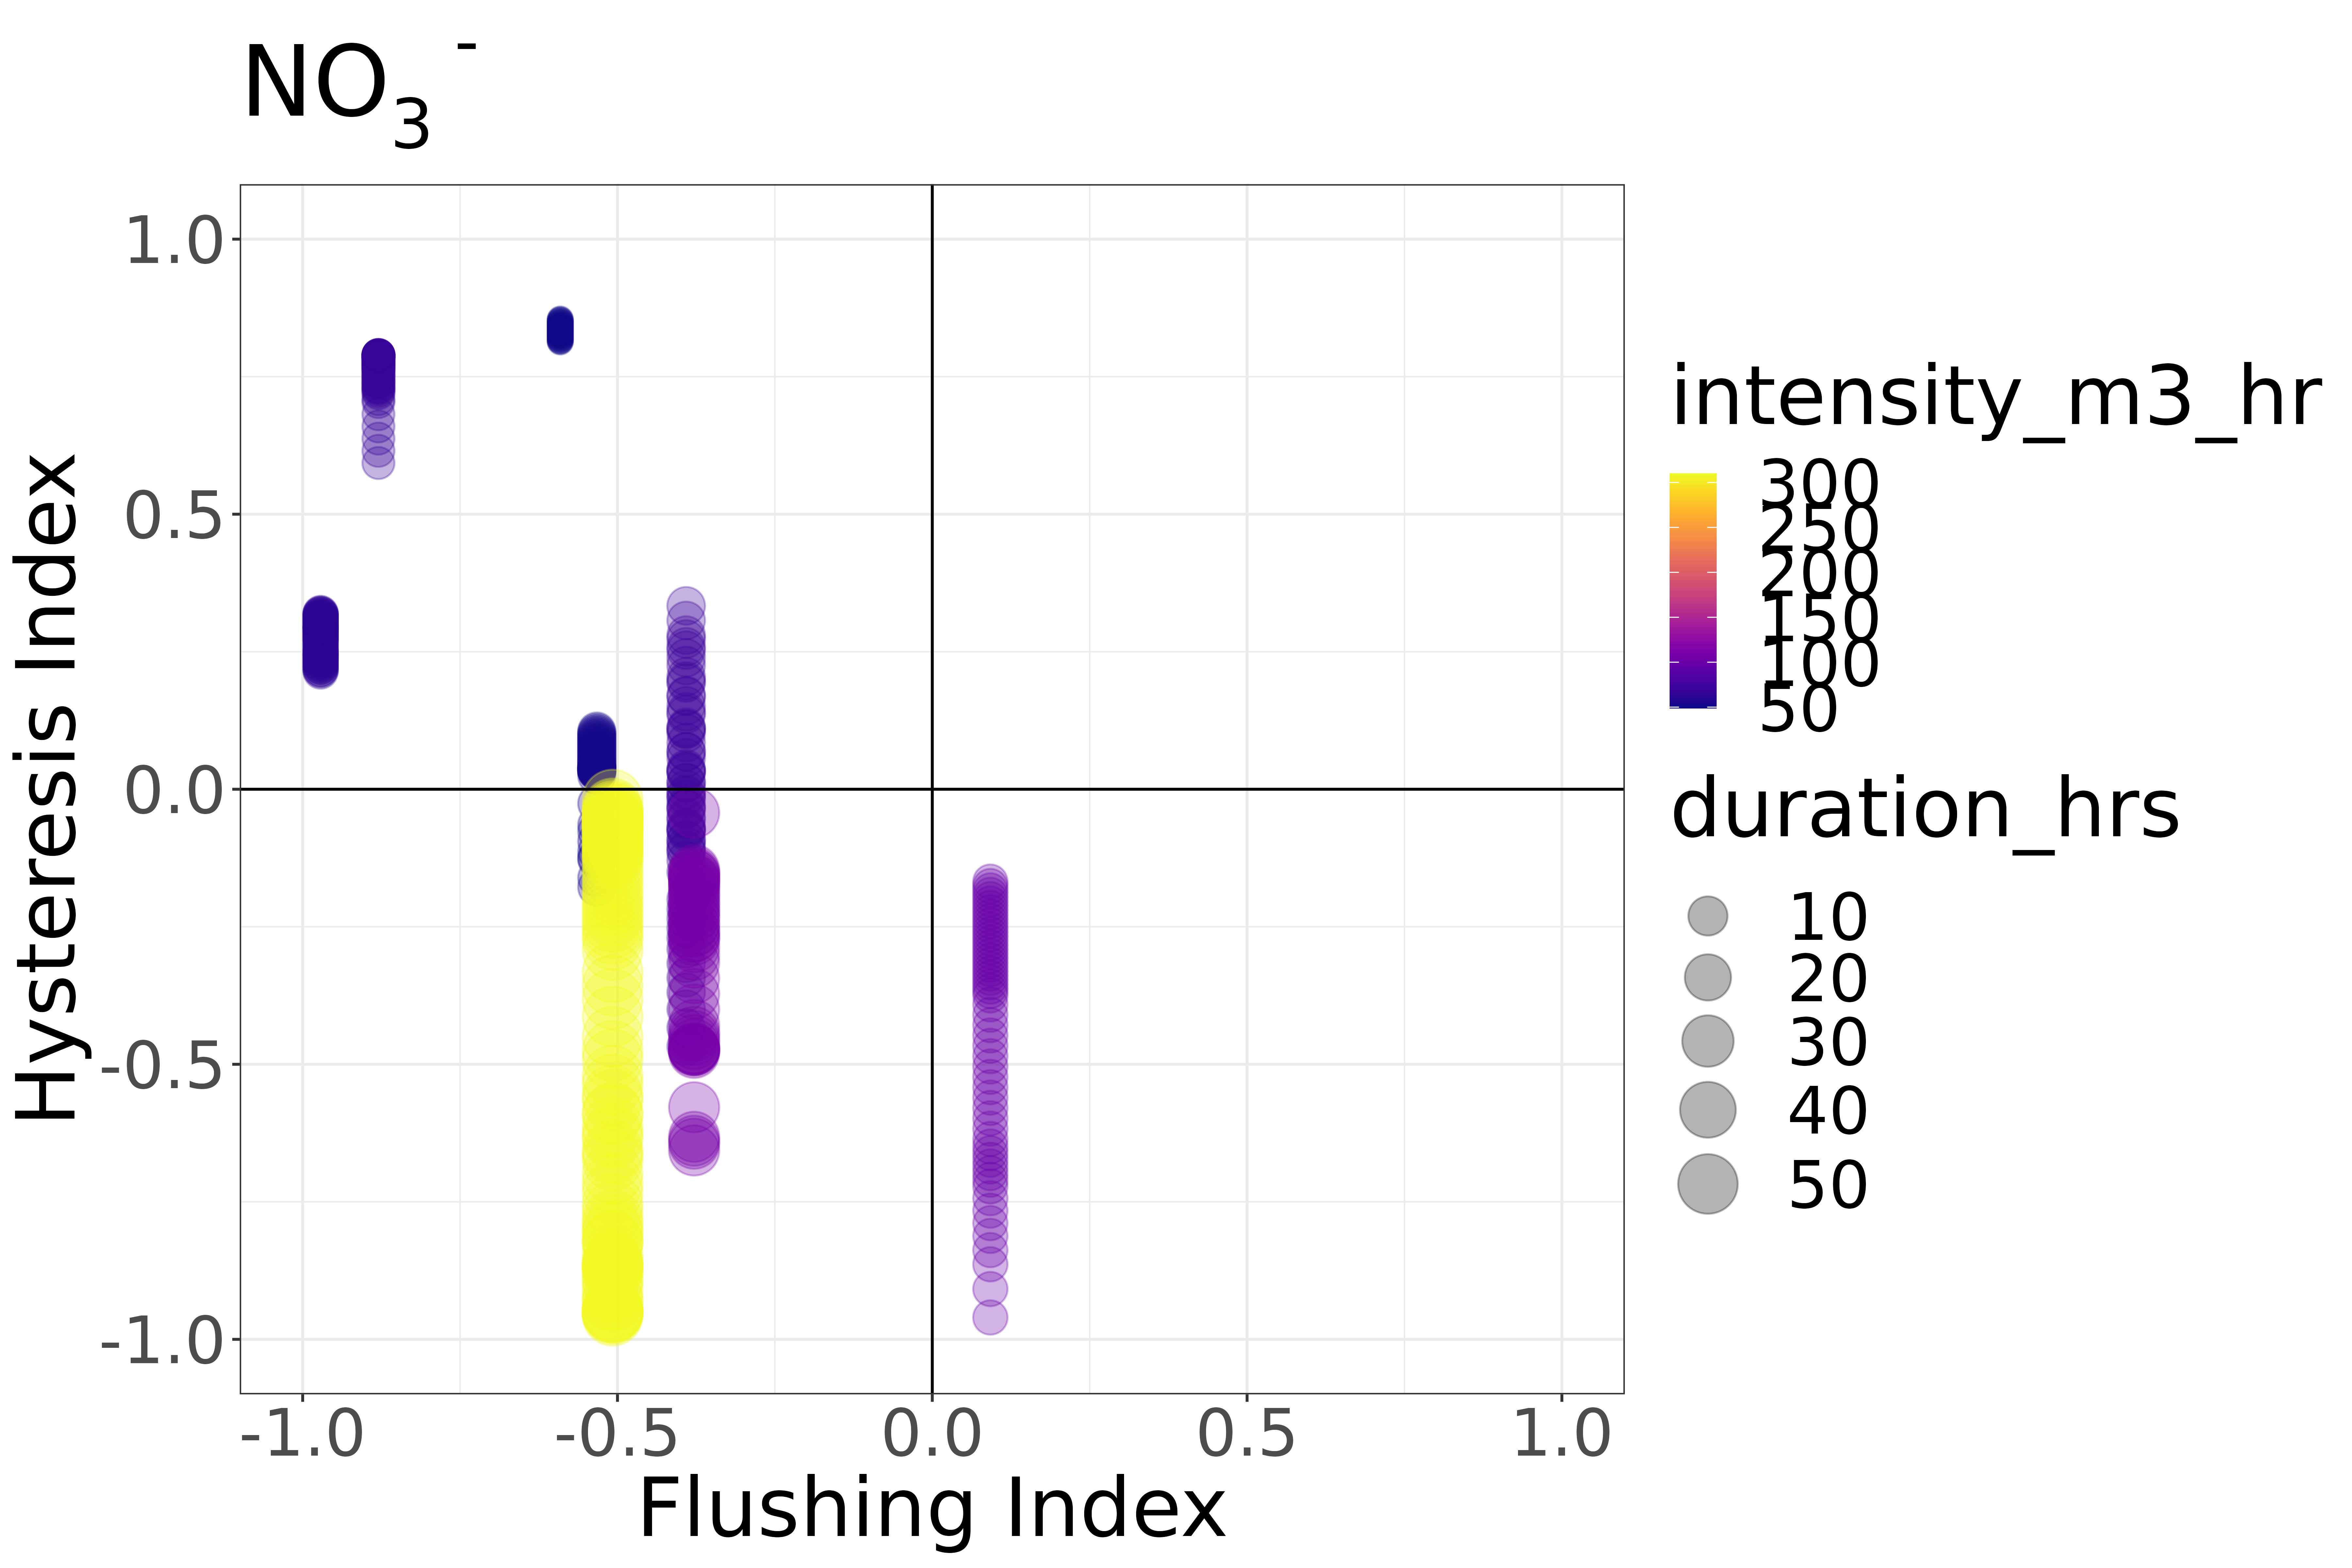 NO3 -
Hysteresis Index
1.0
0.5
0.0
-0.5
-1.0
-1.0 -0.5 0.0 0.5 1.0
Flushing Index
intensity_m3_hr
300
250
200
150
100
50
duration_hrs
10
20
30
40
50